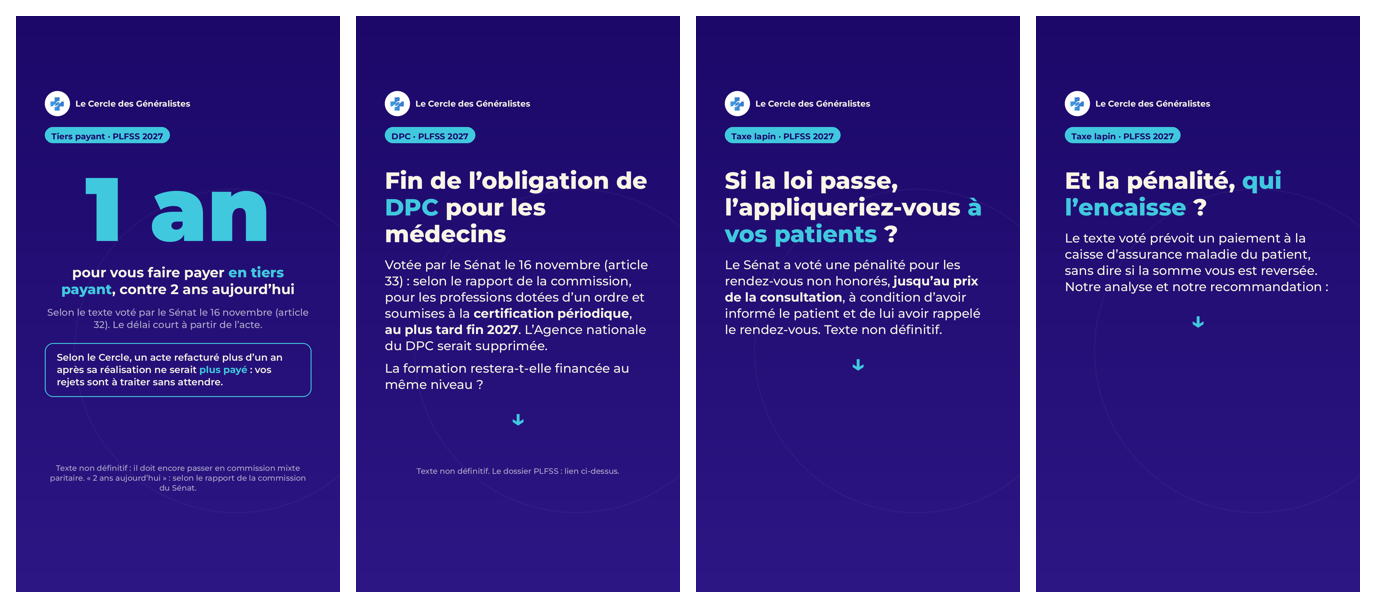 Le Cercle des Généralistes
Tiers payant · PLFSS 2027
1 an
pour vous faire payer en tiers
payant, contre 2 ans aujourd’hui
Selon le texte voté par le Sénat le 16 novembre (article
32). Le délai court à partir de l’acte.
Selon le Cercle, un acte refacturé plus d’un an
après sa réalisation ne serait plus payé : vos
rejets sont à traiter sans attendre.
Texte non définitif : il doit encore passer en commission mixte
paritaire. « 2 ans aujourd’hui » : selon le rapport de la commission
du Sénat.
Le Cercle des Généralistes
DPC · PLFSS 2027
Fin de l’obligation de
DPC pour les
médecins
Votée par le Sénat le 16 novembre (article
33) : selon le rapport de la commission,
pour les professions dotées d’un ordre et
soumises à la certification périodique,
au plus tard fin 2027. L’Agence nationale
du DPC serait supprimée.
La formation restera-t-elle financée au
même niveau ?
Texte non définitif. Le dossier PLFSS : lien ci-dessus.
Le Cercle des Généralistes
Taxe lapin · PLFSS 2027
Si la loi passe,
l’appliqueriez-vous à
vos patients ?
Le Sénat a voté une pénalité pour les
rendez-vous non honorés, jusqu’au prix
de la consultation, à condition d’avoir
informé le patient et de lui avoir rappelé
le rendez-vous. Texte non définitif.
Le Cercle des Généralistes
Taxe lapin · PLFSS 2027
Et la pénalité, qui
l’encaisse ?
Le texte voté prévoit un paiement à la
caisse d’assurance maladie du patient,
sans dire si la somme vous est reversée.
Notre analyse et notre recommandation :